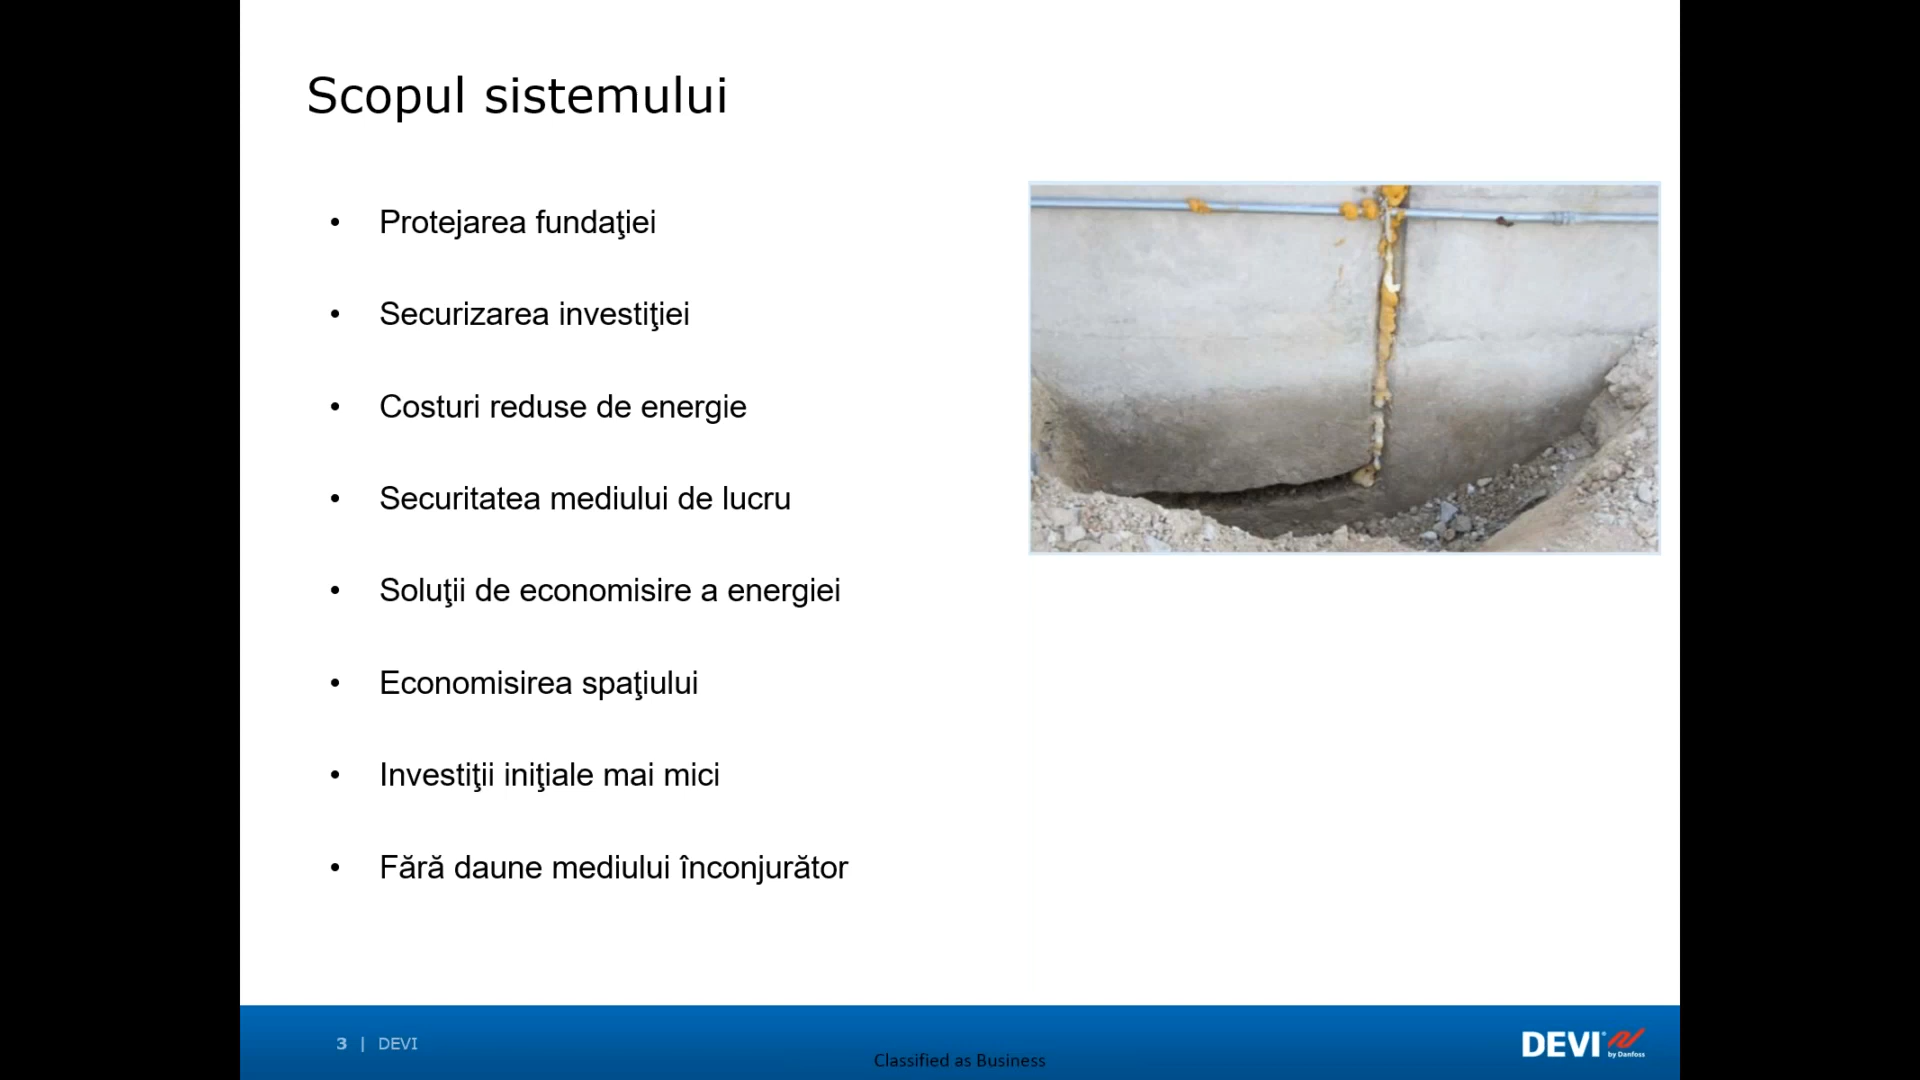 Scopul sistemului
• Protejarea fundaţiei
• Securizarea investiţiei
• Costuri reduse de energie
• Securitatea mediului de lucru
• Soluţii de economisire a energiei
• Economisirea spaţiului
• Investiţii iniţiale mai mici
• Fără daune mediului înconjurător
3 | DEVI
Classified as Business
DEVI®
by Danfoss